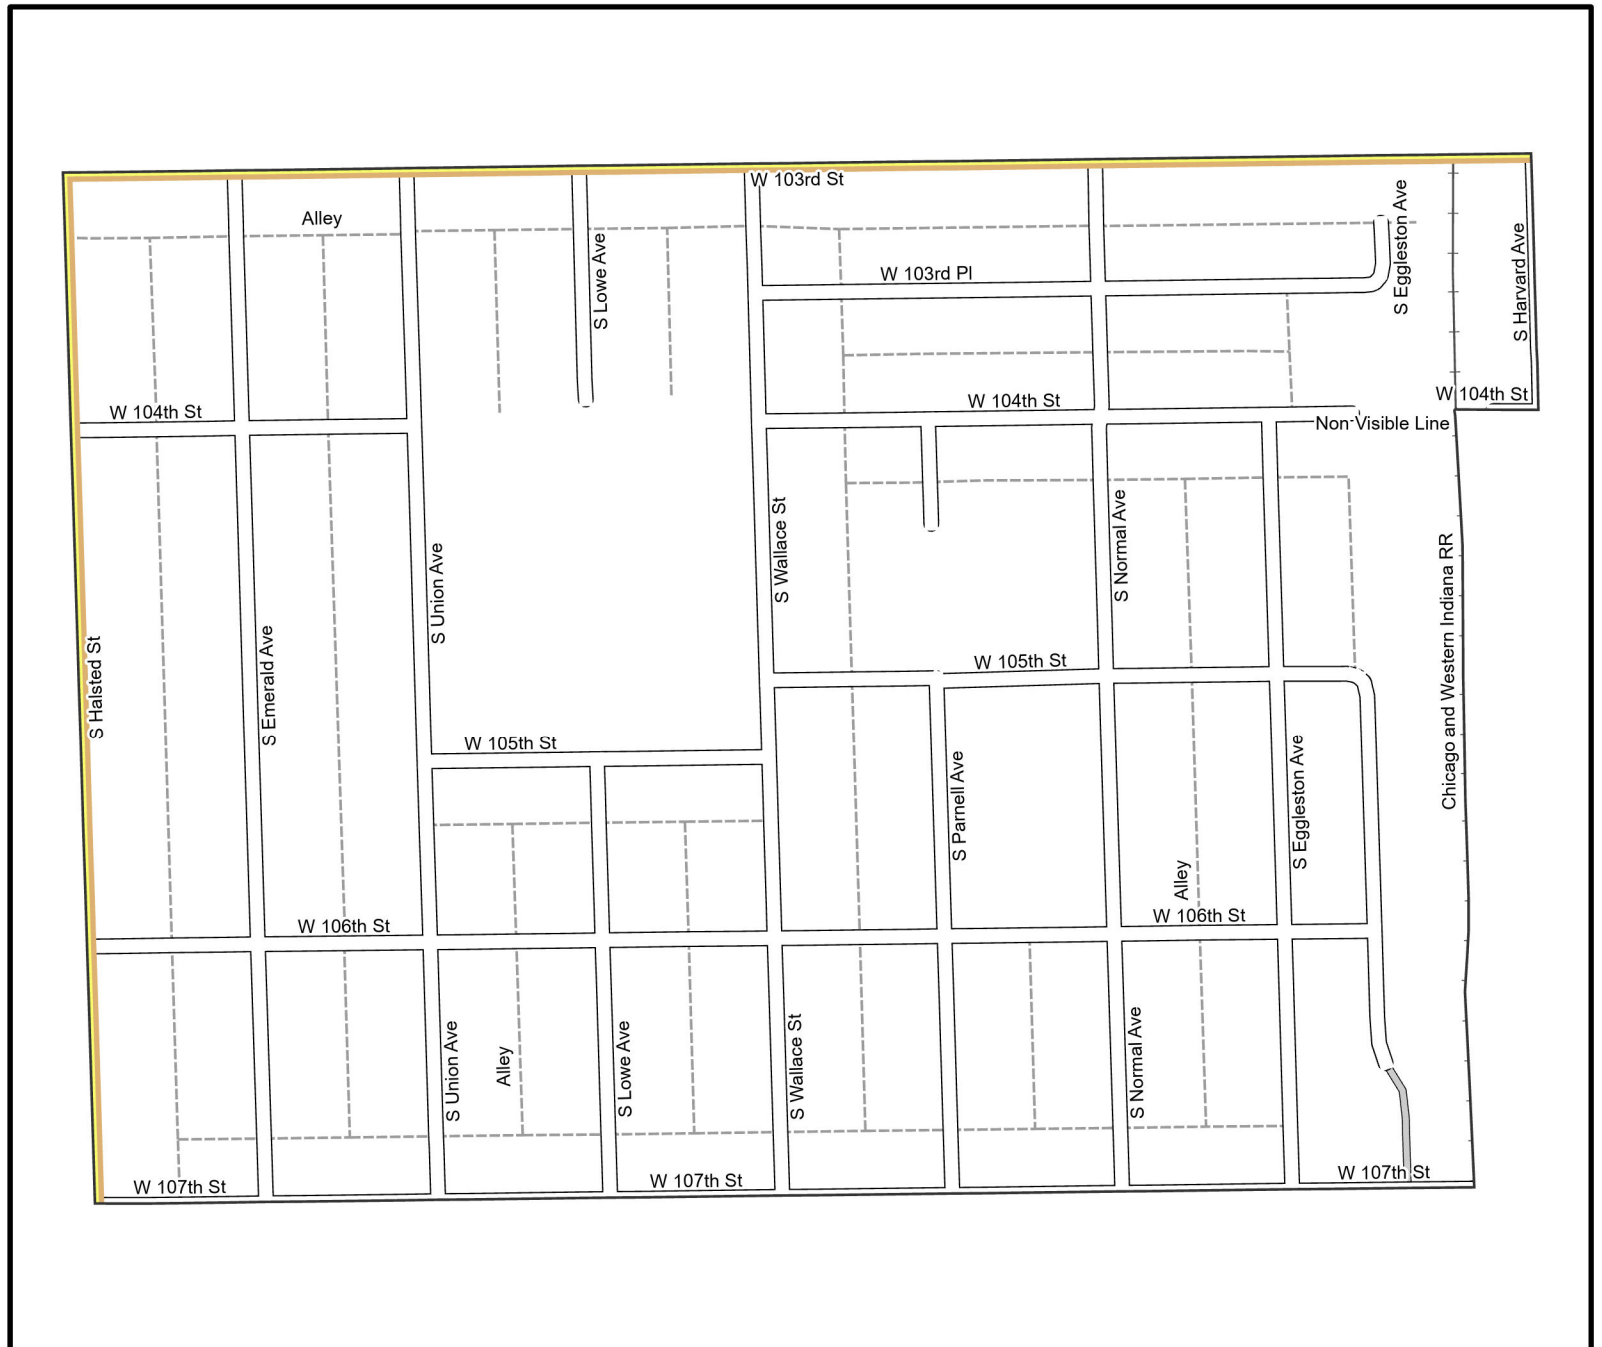 W 103rd St
Alley
S Lowe Ave
W 103rd Pl
S Eggleston Ave
S Harvard Ave
W 104th St
W 104th St
W 104th St
Non-Visible Line
S Wallace St
S Normal Ave
S Union Ave
Chicago and Western Indiana RR
S Halsted St
S Emerald Ave
W 105th St
W 105th St
S Parnell Ave
S Eggleston Ave
Alley
W 106th St
W 106th St
S Union Ave
Alley
S Lowe Ave
S Wallace St
S Normal Ave
W 107th St
W 107th St
W 107th St